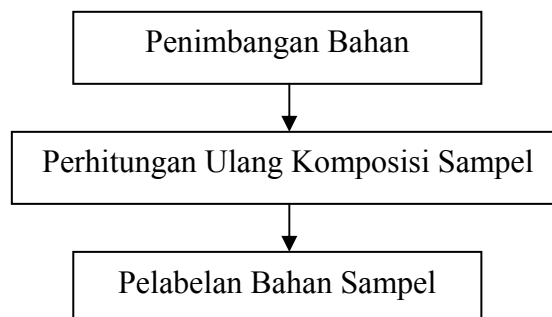 Penimbangan Bahan
Perhitungan Ulang Komposisi Sampel
Pelabelan Bahan Sampel